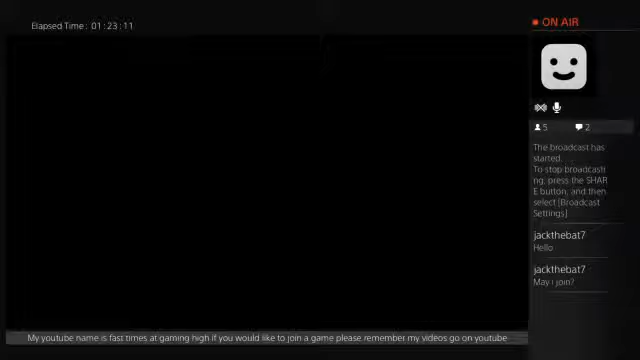 Elapsed Time : 01:23:11
ON AIR
5 2
The broadcast has
started.
To stop broadcasti
ng, press the SHAR
E button, and then
select [Broadcast
Settings]
jackthebat7
Hello
jackthebat7
May i join?
My youtube name is fast times at gaming high if you would like to join a game please remember my videos go on youtube